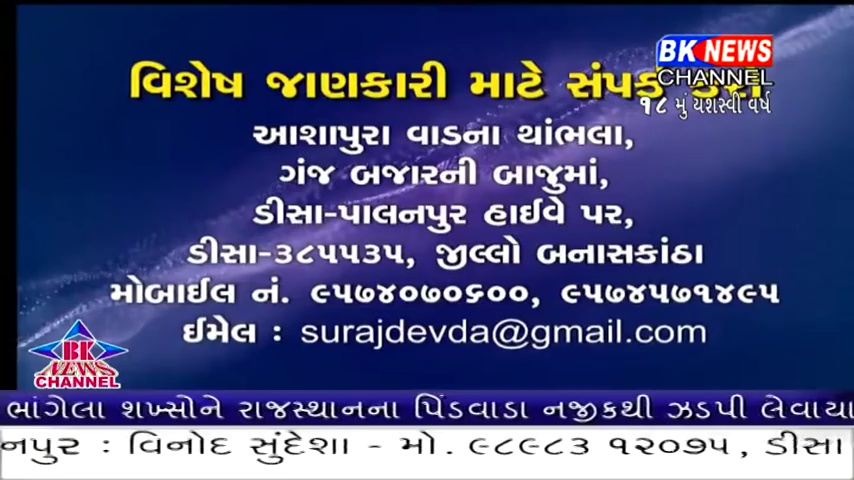 BK NEWS
CHANNEL
૧૮ મું યશસ્વી વર્ષ
વિશેષ જાણકારી માટે સંપર્ક કરો
આશાપુરા વાડના થાંભલા,
ગંજ બજારની બાજુમાં,
ડીસા-પાલનપુર હાઈવે પર,
ડીસા-૩૮૫૫૩૫, જીલ્લો બનાસકાંઠા
મોબાઈલ નં. ૯૫૭૪૦૭૦૬૦૦, ૯૫૭૪૫૭૧૪૯૫
ઈમેલ : surajdevda@gmail.com
BK
NEWS
CHANNEL
ભાંગેલા શખ્સોને રાજસ્થાનના પિંડવાડા નજીકથી ઝડપી લેવાયા
નપુર : વિનોદ સુંદેશા - મો. ૯૮૯૮૩ ૧૨૦૭૫, ડીસા